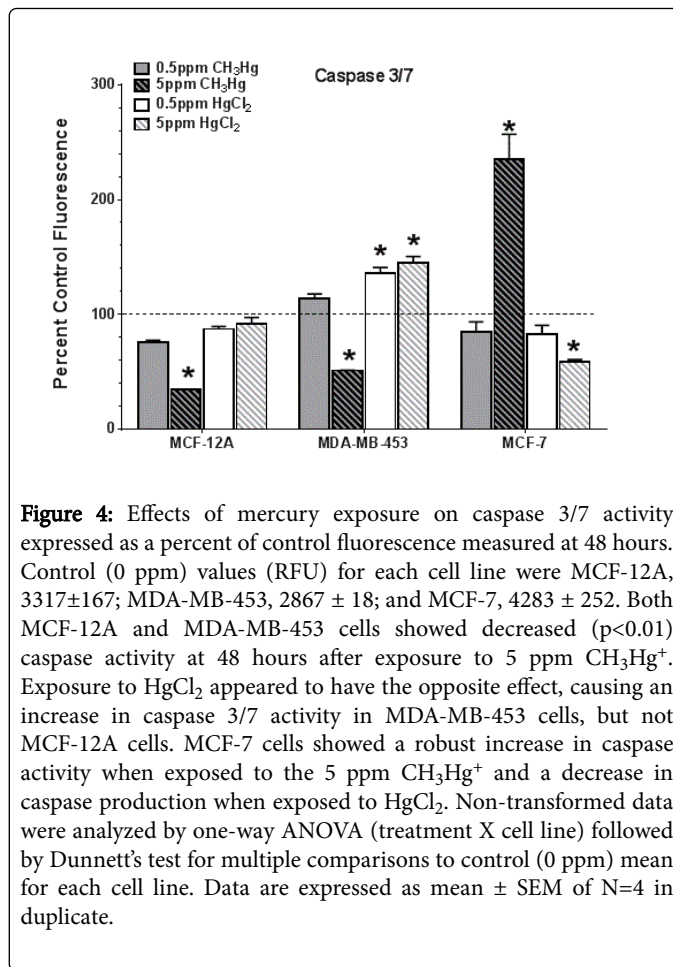 0.5ppm CH₃Hg
5ppm CH₃Hg
0.5ppm HgCl₂
5ppm HgCl₂
Caspase 3/7
Percent Control Fluorescence
300
200
100
0
*
*
*
*
*
*
MCF-12A
MDA-MB-453
MCF-7
Figure 4: Effects of mercury exposure on caspase 3/7 activity
expressed as a percent of control fluorescence measured at 48 hours.
Control (0 ppm) values (RFU) for each cell line were MCF-12A,
3317±167; MDA-MB-453, 2867 ± 18; and MCF-7, 4283 ± 252. Both
MCF-12A and MDA-MB-453 cells showed decreased (p<0.01)
caspase activity at 48 hours after exposure to 5 ppm CH₃Hg⁺.
Exposure to HgCl₂ appeared to have the opposite effect, causing an
increase in caspase 3/7 activity in MDA-MB-453 cells, but not
MCF-12A cells. MCF-7 cells showed a robust increase in caspase
activity when exposed to the 5 ppm CH₃Hg⁺ and a decrease in
caspase production when exposed to HgCl₂. Non-transformed data
were analyzed by one-way ANOVA (treatment X cell line) followed
by Dunnett’s test for multiple comparisons to control (0 ppm) mean
for each cell line. Data are expressed as mean ± SEM of N=4 in
duplicate.